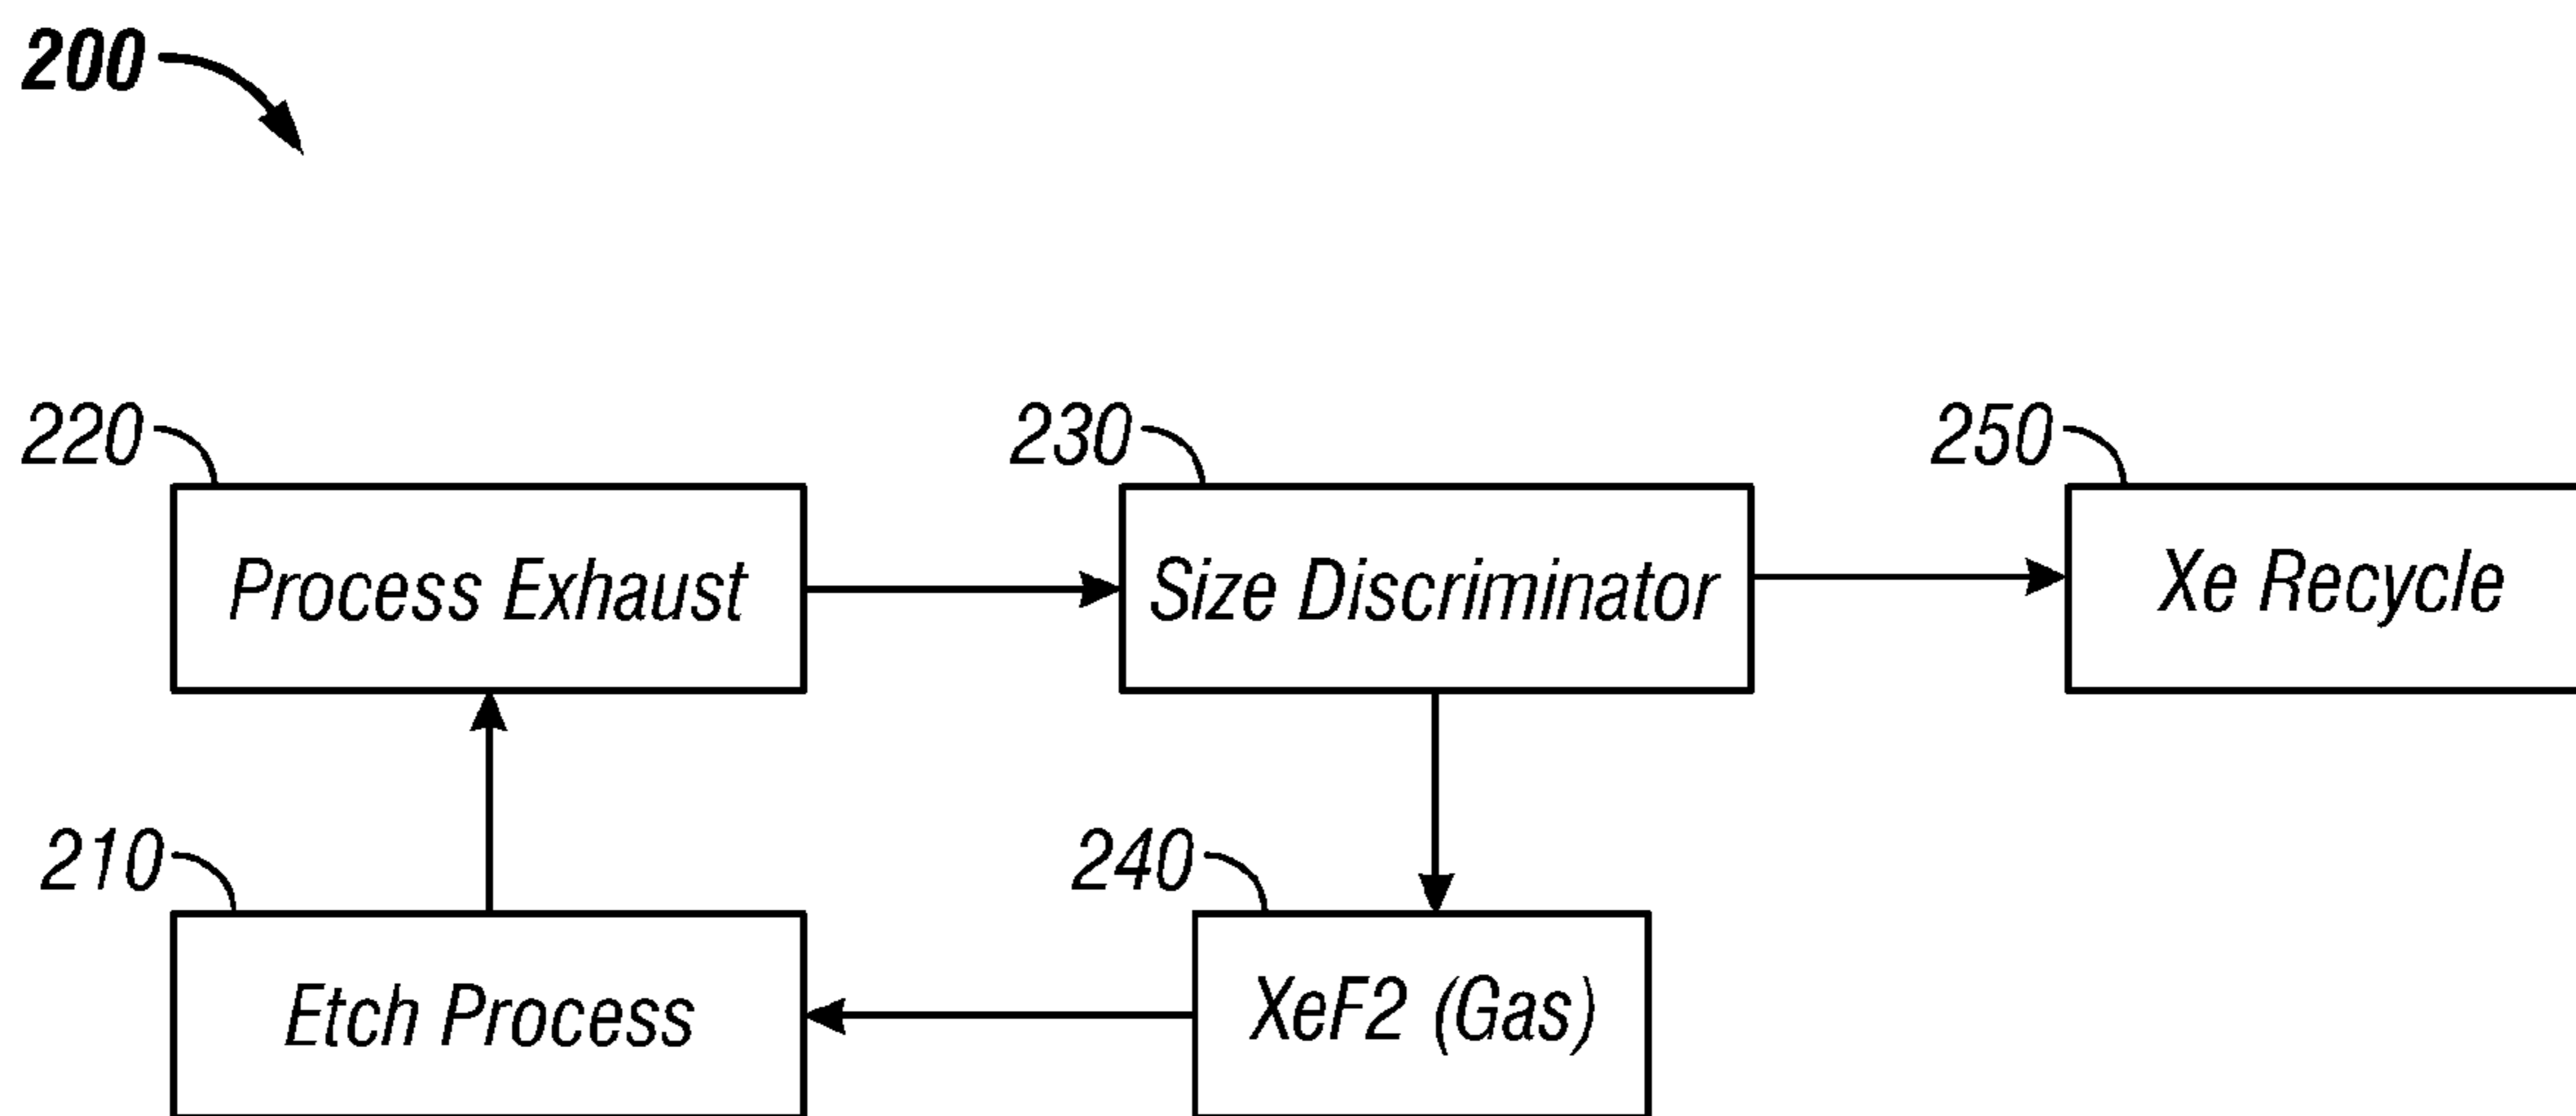 200
220
230
250
Process Exhaust
Size Discriminator
Xe Recycle
210
240
Etch Process
XeF2 (Gas)